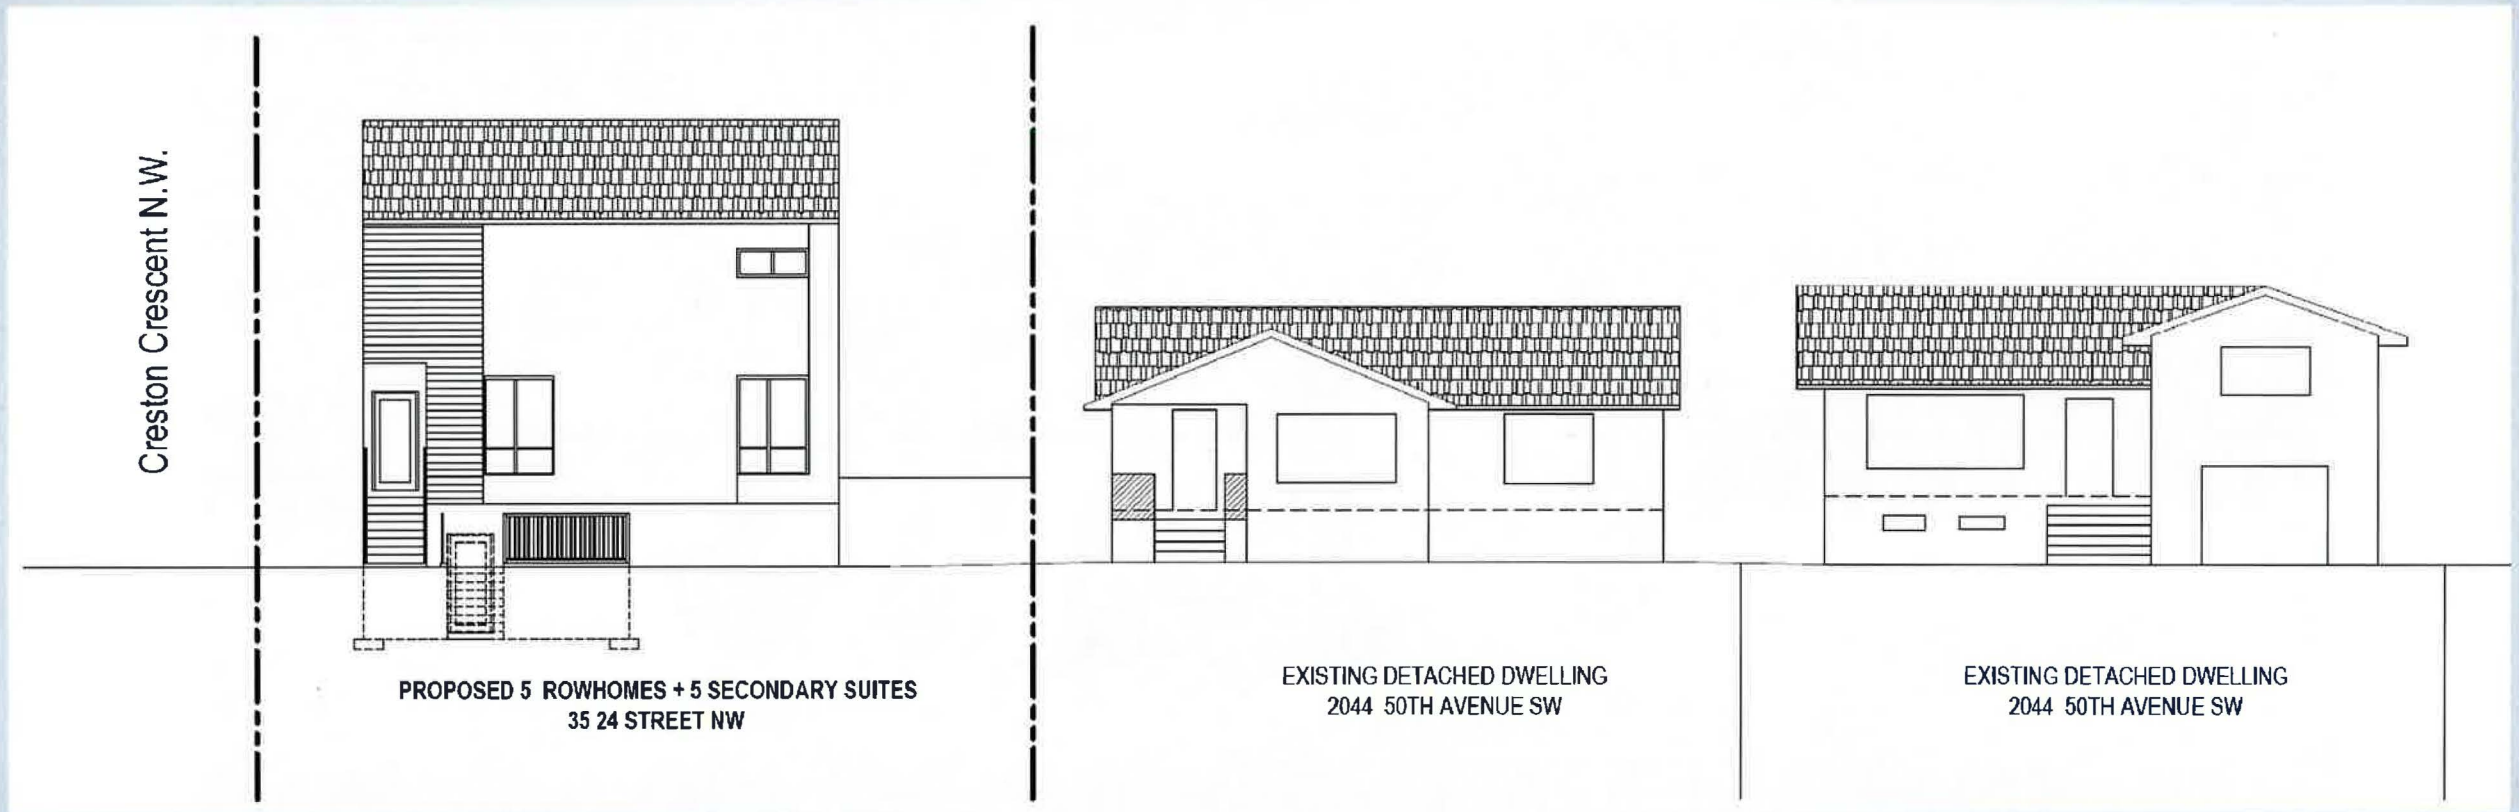 Creston Crescent N.W.
PROPOSED 5 ROWHOMES + 5 SECONDARY SUITES
35 24 STREET NW
EXISTING DETACHED DWELLING
2044 50TH AVENUE SW
EXISTING DETACHED DWELLING
2044 50TH AVENUE SW